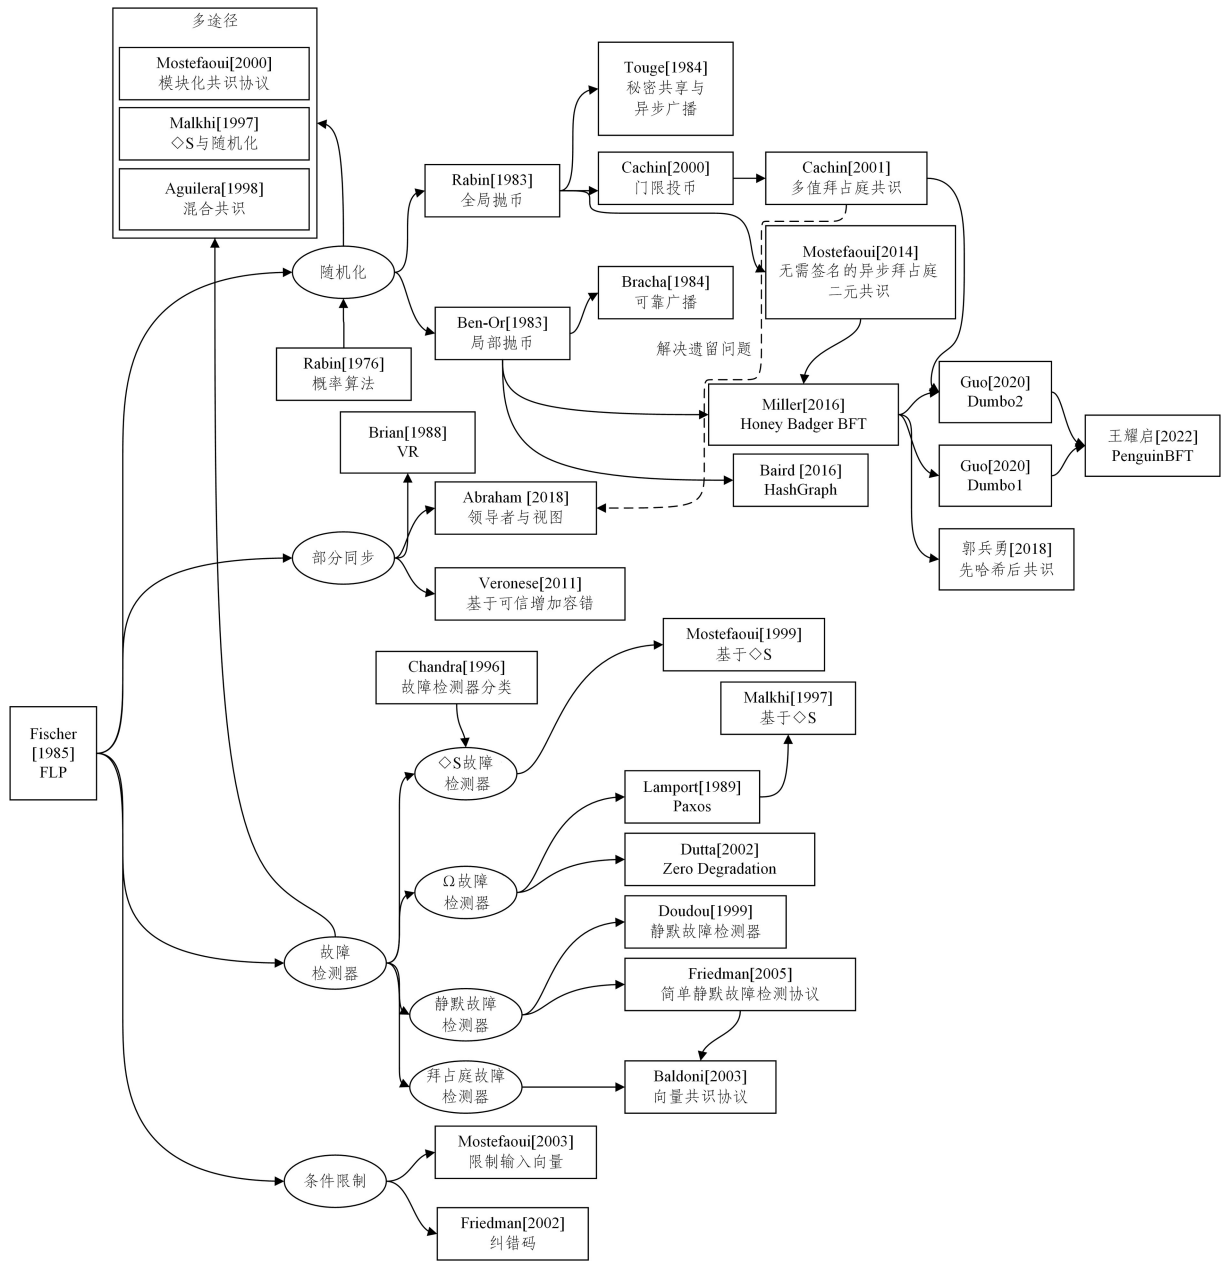 多途径
Mostefaoui[2000]
模块化共识协议
Malkhi[1997]
◇S与随机化
Aguilera[1998]
混合共识
Touge[1984]
秘密共享与
异步广播
Rabin[1983]
全局抛币
Cachin[2000]
门限投币
Cachin[2001]
多值拜占庭共识
随机化
Mostefaoui[2014]
无需签名的异步拜占庭
二元共识
Bracha[1984]
可靠广播
Ben-Or[1983]
局部抛币
解决遗留问题
Rabin[1976]
概率算法
Miller[2016]
Honey Badger BFT
Guo[2020]
Dumbo2
王耀启[2022]
PenguinBFT
Brian[1988]
VR
Baird [2016]
HashGraph
Guo[2020]
Dumbo1
Abraham [2018]
领导者与视图
部分同步
郭兵勇[2018]
先哈希后共识
Veronese[2011]
基于可信增加容错
Mostefaoui[1999]
基于◇S
Chandra[1996]
故障检测器分类
Malkhi[1997]
基于◇S
Fischer
[1985]
FLP
◇S故障
检测器
Lamport[1989]
Paxos
Dutta[2002]
Zero Degradation
Ω故障
检测器
Doudou[1999]
静默故障检测器
故障
检测器
Friedman[2005]
简单静默故障检测协议
静默故障
检测器
拜占庭故障
检测器
Baldoni[2003]
向量共识协议
Mostefaoui[2003]
限制输入向量
条件限制
Friedman[2002]
纠错码